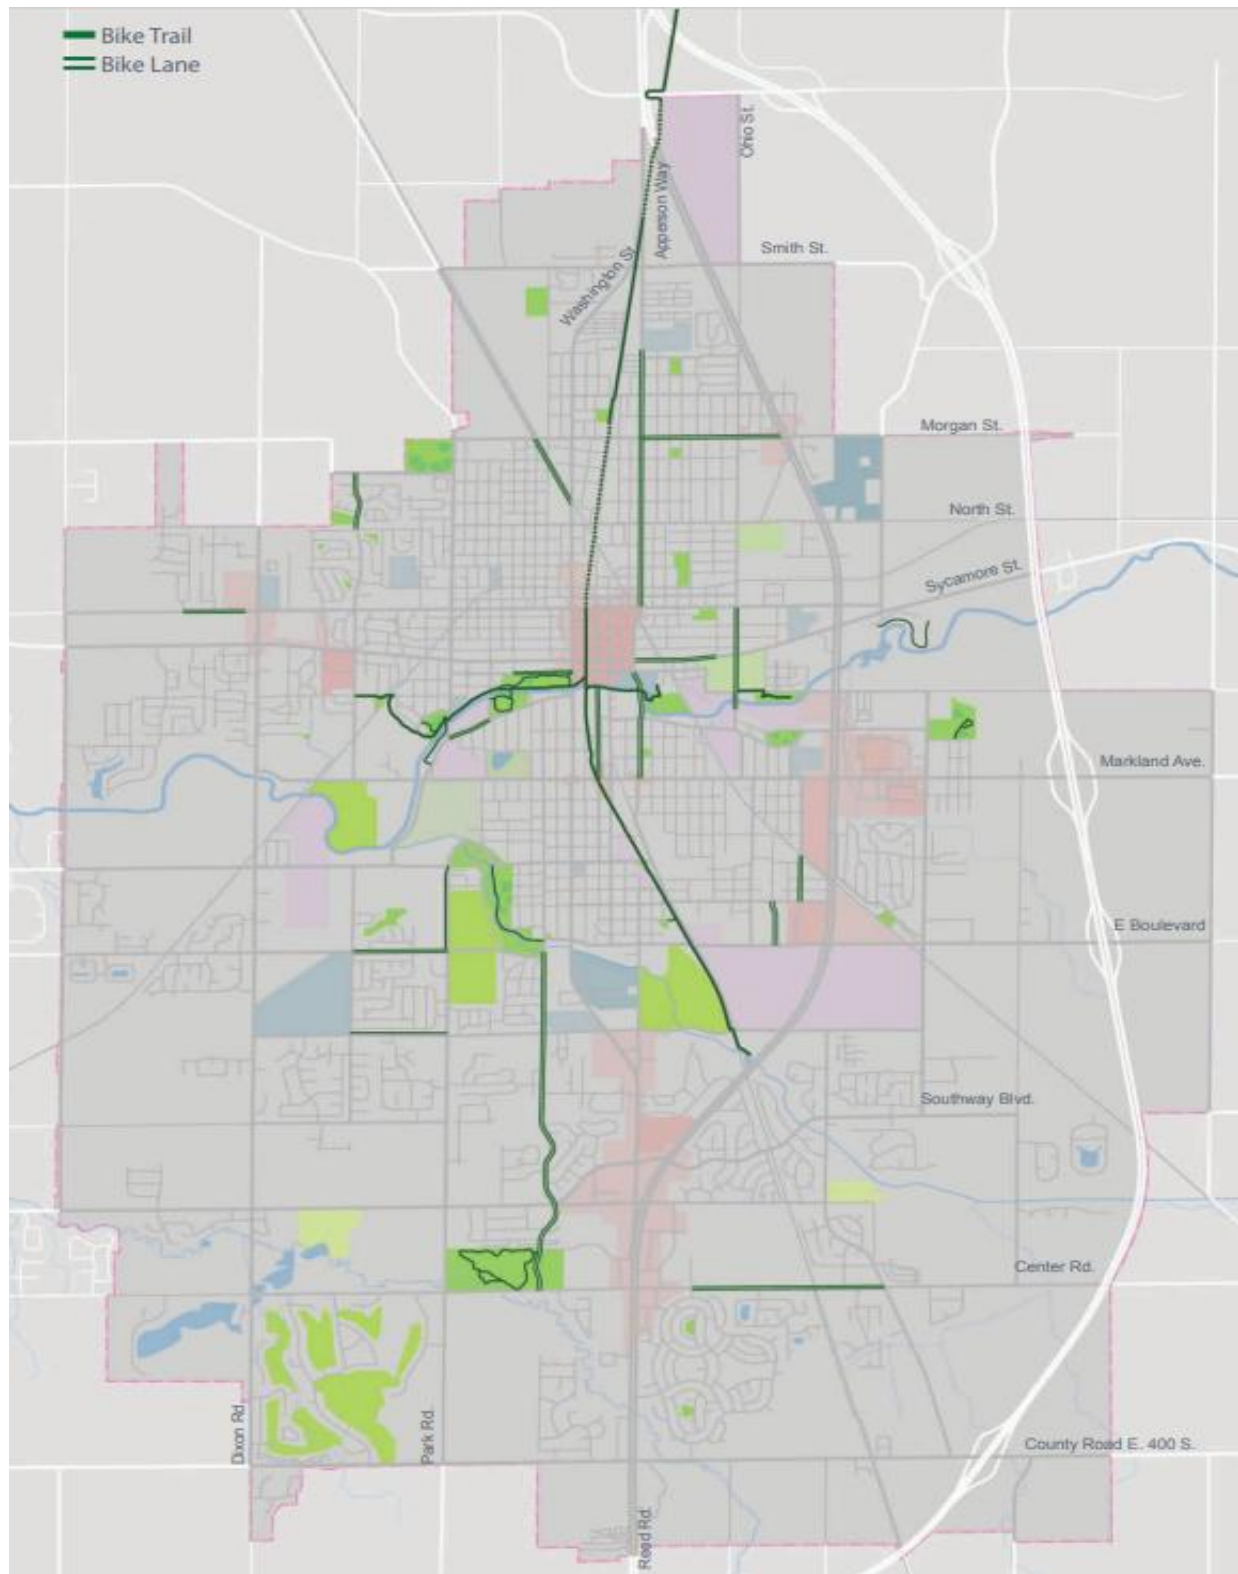 Bike Trail
Bike Lane
Ohio St.
Apperson Way
Smith St.
Washington St.
Morgan St.
North St.
Sycamore St.
Markland Ave.
E Boulevard
Southway Blvd.
Center Rd.
Dixon Rd.
Park Rd.
County Road E. 400 S.
Reed Rd.